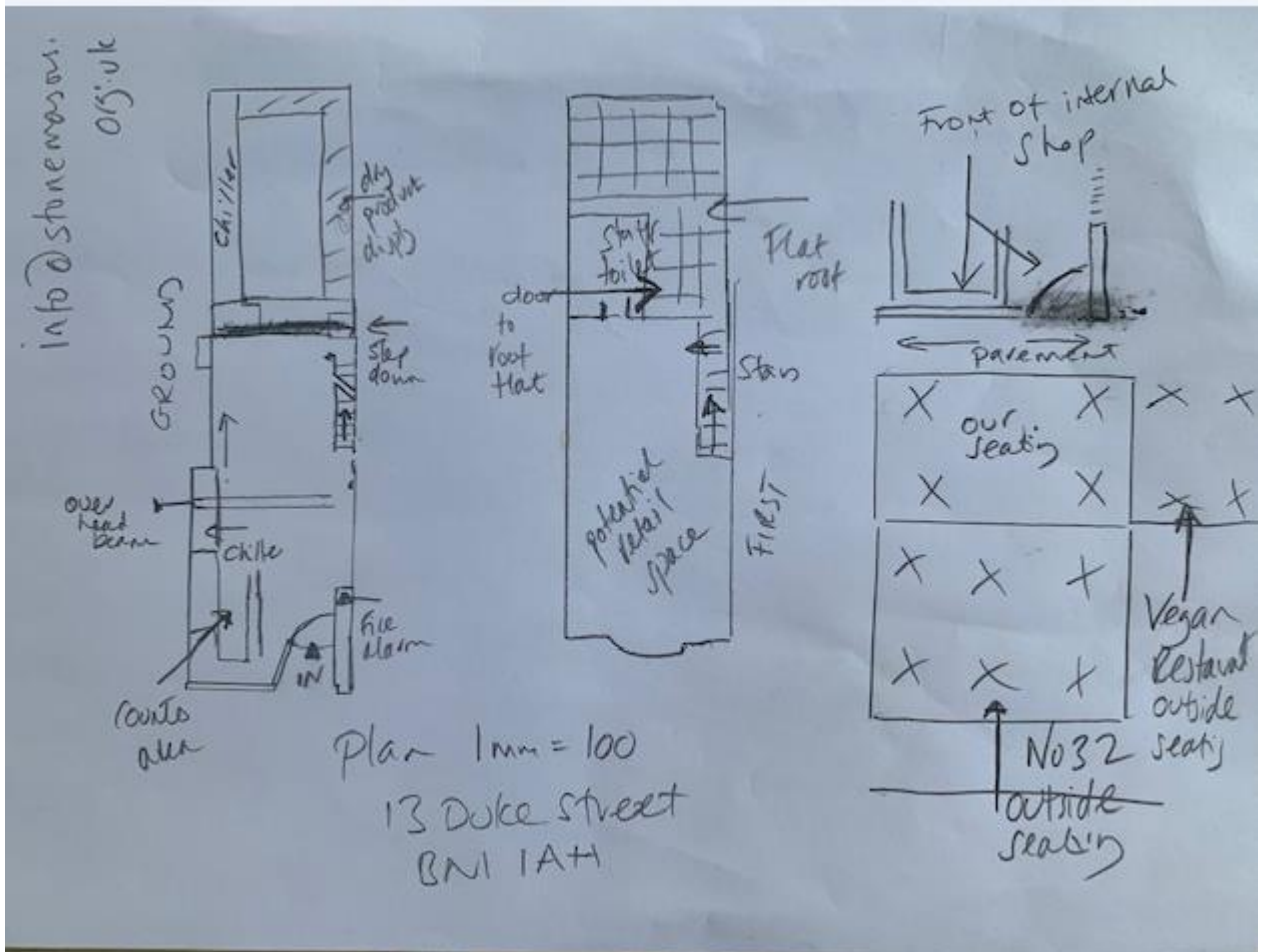 info@stonemasons.
org.uk
GROUND
Chiller
dry
product
display
step
down
over
head
beam
Chiller
Fire
Alarm
IN
Counter
area
staff
toilet
door
to
roof
flat
Flat
roof
Stairs
potential
retail
space
FIRST
Front of internal
Shop
pavement
our
seating
Vegan
Restaurant
outside
seating
No32
outside
seating
Plan 1mm = 100
13 Duke Street
BN1 1AH